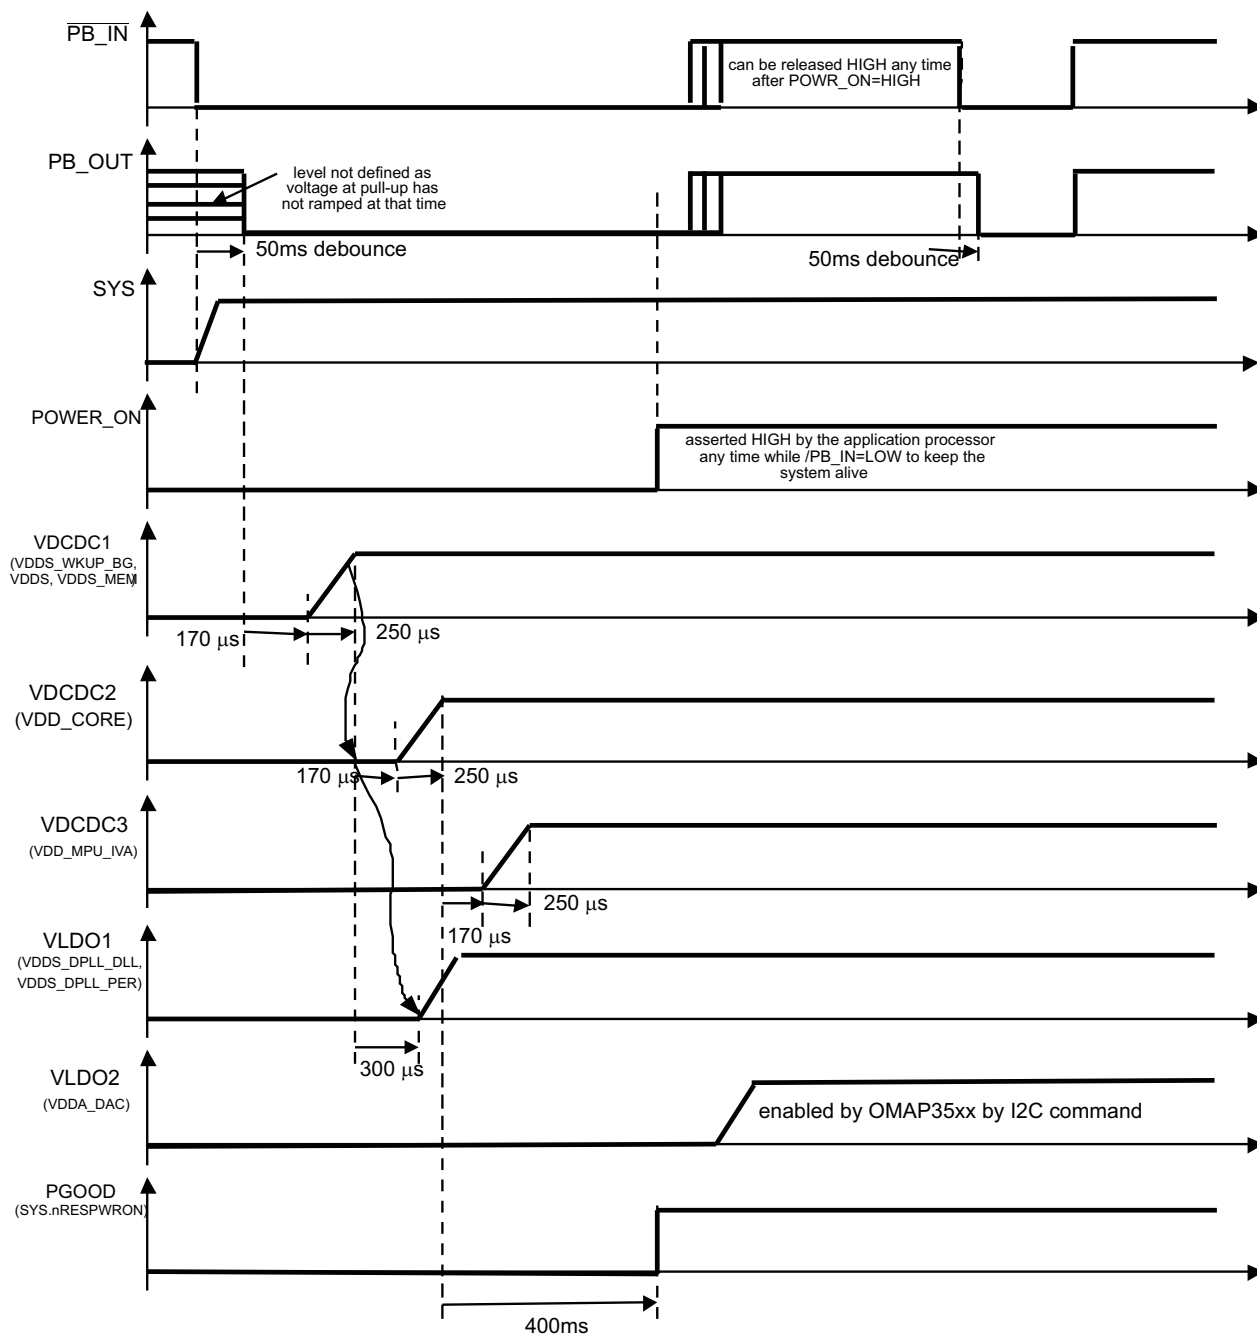 PB_IN
can be released HIGH any time
after POWR_ON=HIGH
PB_OUT
level not defined as
voltage at pull-up has
not ramped at that time
50ms debounce
50ms debounce
SYS
POWER_ON
asserted HIGH by the application processor
any time while /PB_IN=LOW to keep the
system alive
VDCDC1
(VDDS_WKUP_BG,
VDDS, VDDS_MEM)
170 μs
250 μs
VDCDC2
(VDD_CORE)
170 μs
250 μs
VDCDC3
(VDD_MPU_IVA)
250 μs
170 μs
VLDO1
(VDDS_DPLL_DLL,
VDDS_DPLL_PER)
300 μs
VLDO2
(VDDA_DAC)
enabled by OMAP35xx by I2C command
PGOOD
(SYS.nRESPWRON)
400ms